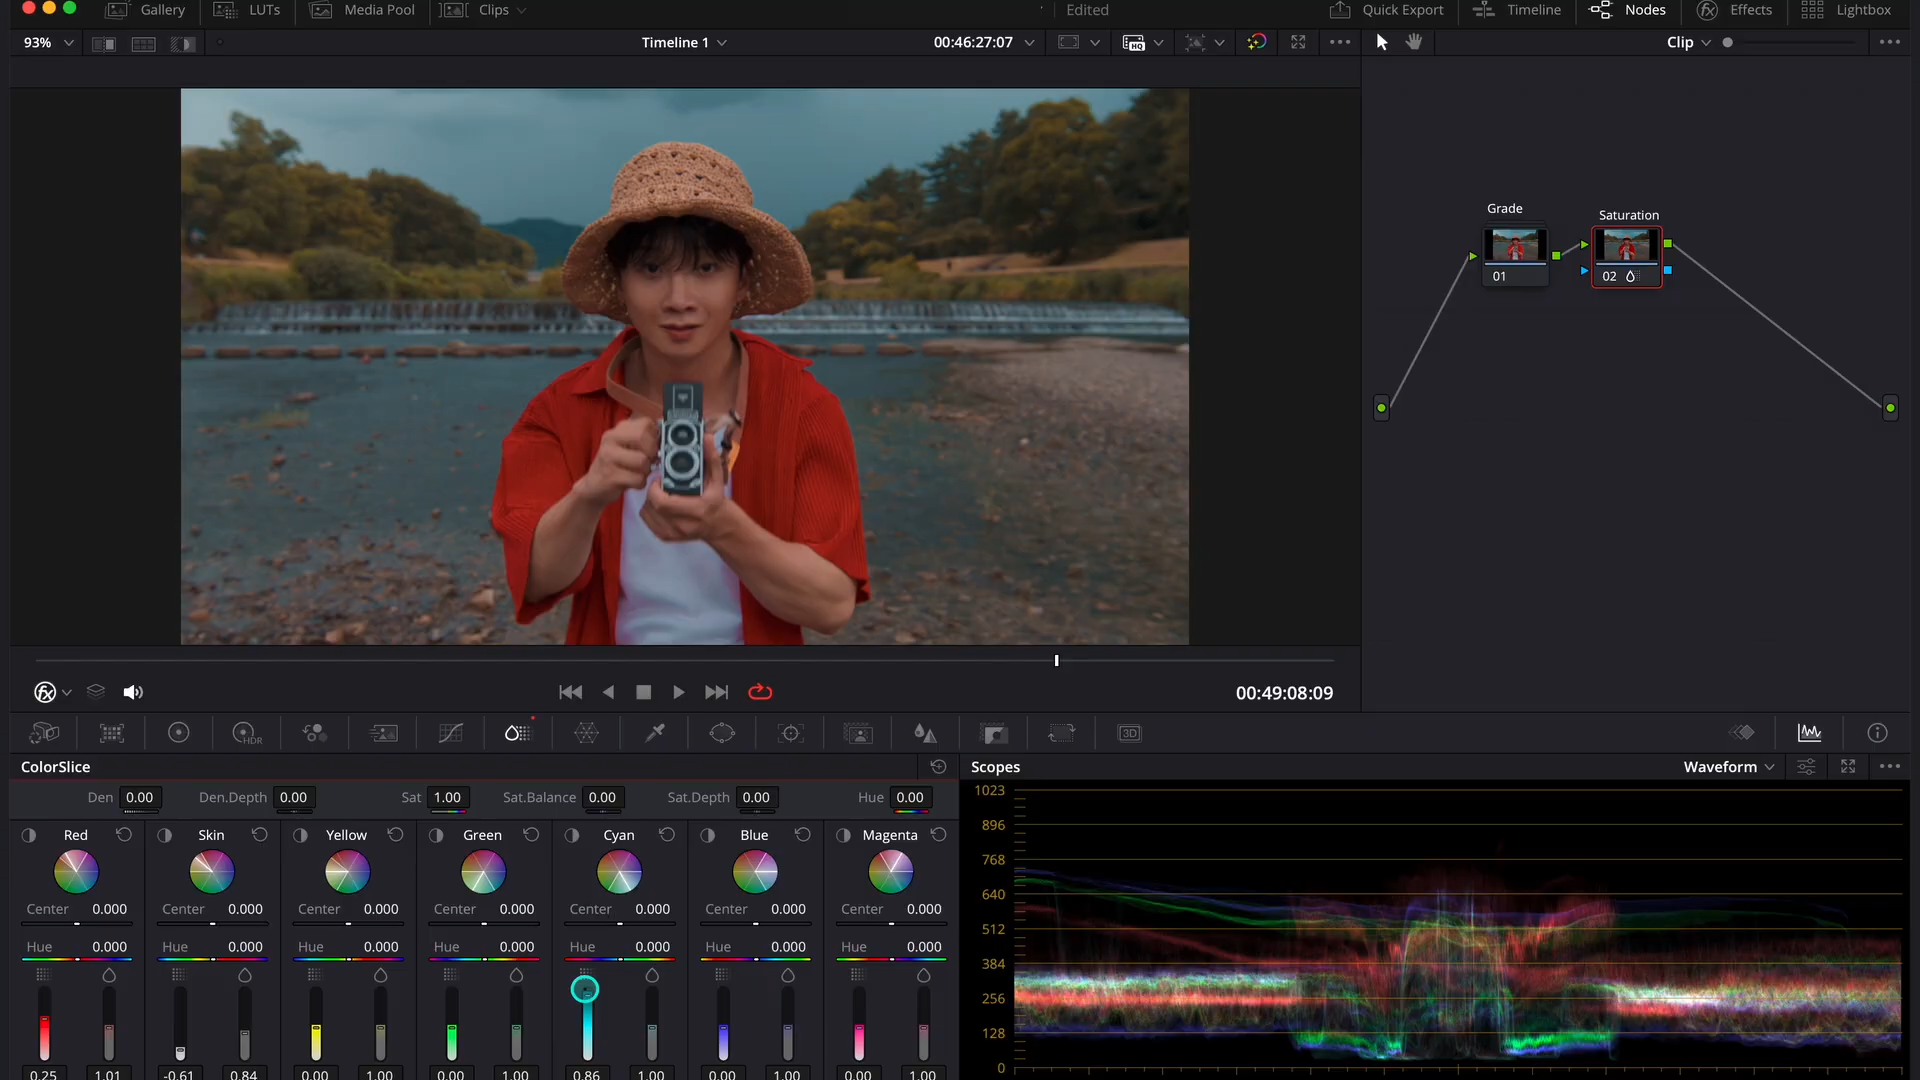 Gallery LUTs Media Pool Clips Edited Quick Export Timeline Nodes Effects Lightbox
93% Timeline 1 00:46:27:07 HQ Clip
Grade Saturation
01 02
00:49:08:09
HDR 3D
ColorSlice Scopes Waveform
Den 0.00 Den.Depth 0.00 Sat 1.00 Sat.Balance 0.00 Sat.Depth 0.00 Hue 0.00
Red Skin Yellow Green Cyan Blue Magenta
Center 0.000 Center 0.000 Center 0.000 Center 0.000 Center 0.000 Center 0.000 Center 0.000
Hue 0.000 Hue 0.000 Hue 0.000 Hue 0.000 Hue 0.000 Hue 0.000 Hue 0.000
0.25 1.01 -0.61 0.84 0.00 1.00 0.00 1.00 0.86 1.00 0.00 1.00 0.00 1.00
1023
896
768
640
512
384
256
128
0